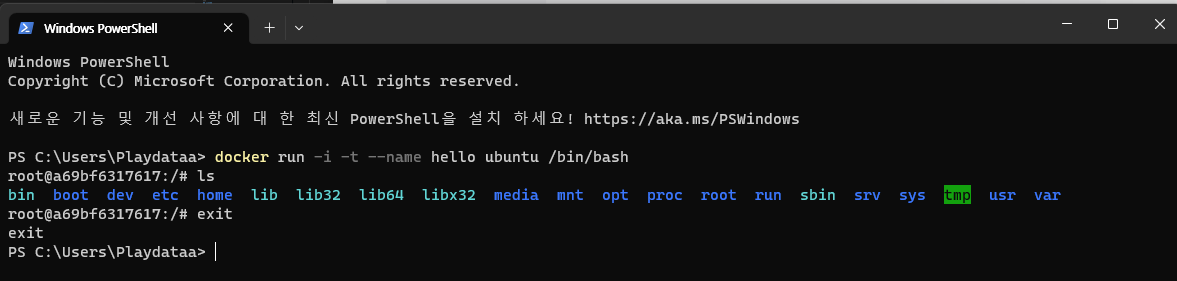 Windows PowerShell
Windows PowerShell
Copyright (C) Microsoft Corporation. All rights reserved.
새로운 기능 및 개선 사항에 대 한 최신 PowerShell을 설치 하세요! https://aka.ms/PSWindows
PS C:\Users\Playdataa> docker run -i -t --name hello ubuntu /bin/bash
root@a69bf6317617:/# ls
bin boot dev etc home lib lib32 lib64 libx32 media mnt opt proc root run sbin srv sys tmp usr var
root@a69bf6317617:/# exit
exit
PS C:\Users\Playdataa>